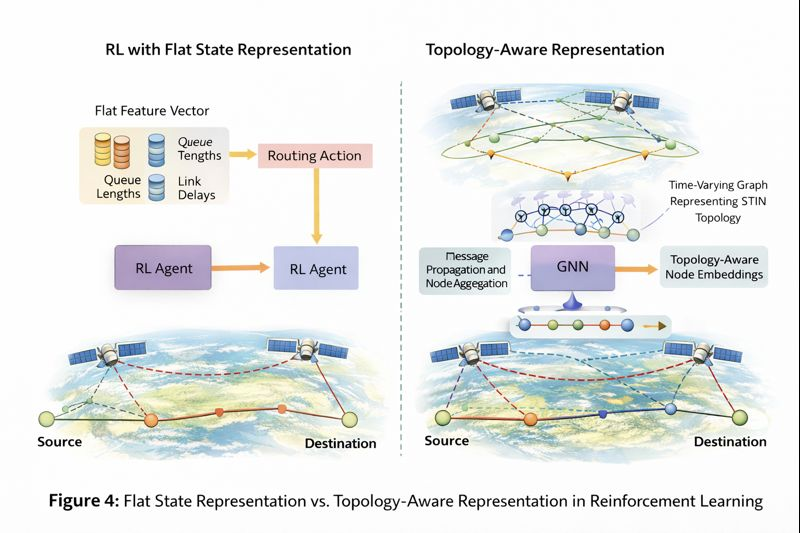 RL with Flat State Representation
Flat Feature Vector
Queue
Tengths
Queue
Lengths
Link
Delays
Routing Action
RL Agent
RL Agent
Source
Destination
Topology-Aware Representation
Time-Varying Graph
Representing STIN
Topology
Message
Propagation and
Node Aggegation
GNN
Topology-Aware
Node Embeddings
Source
Destination
Figure 4: Flat State Representation vs. Topology-Aware Representation in Reinforcement Learning